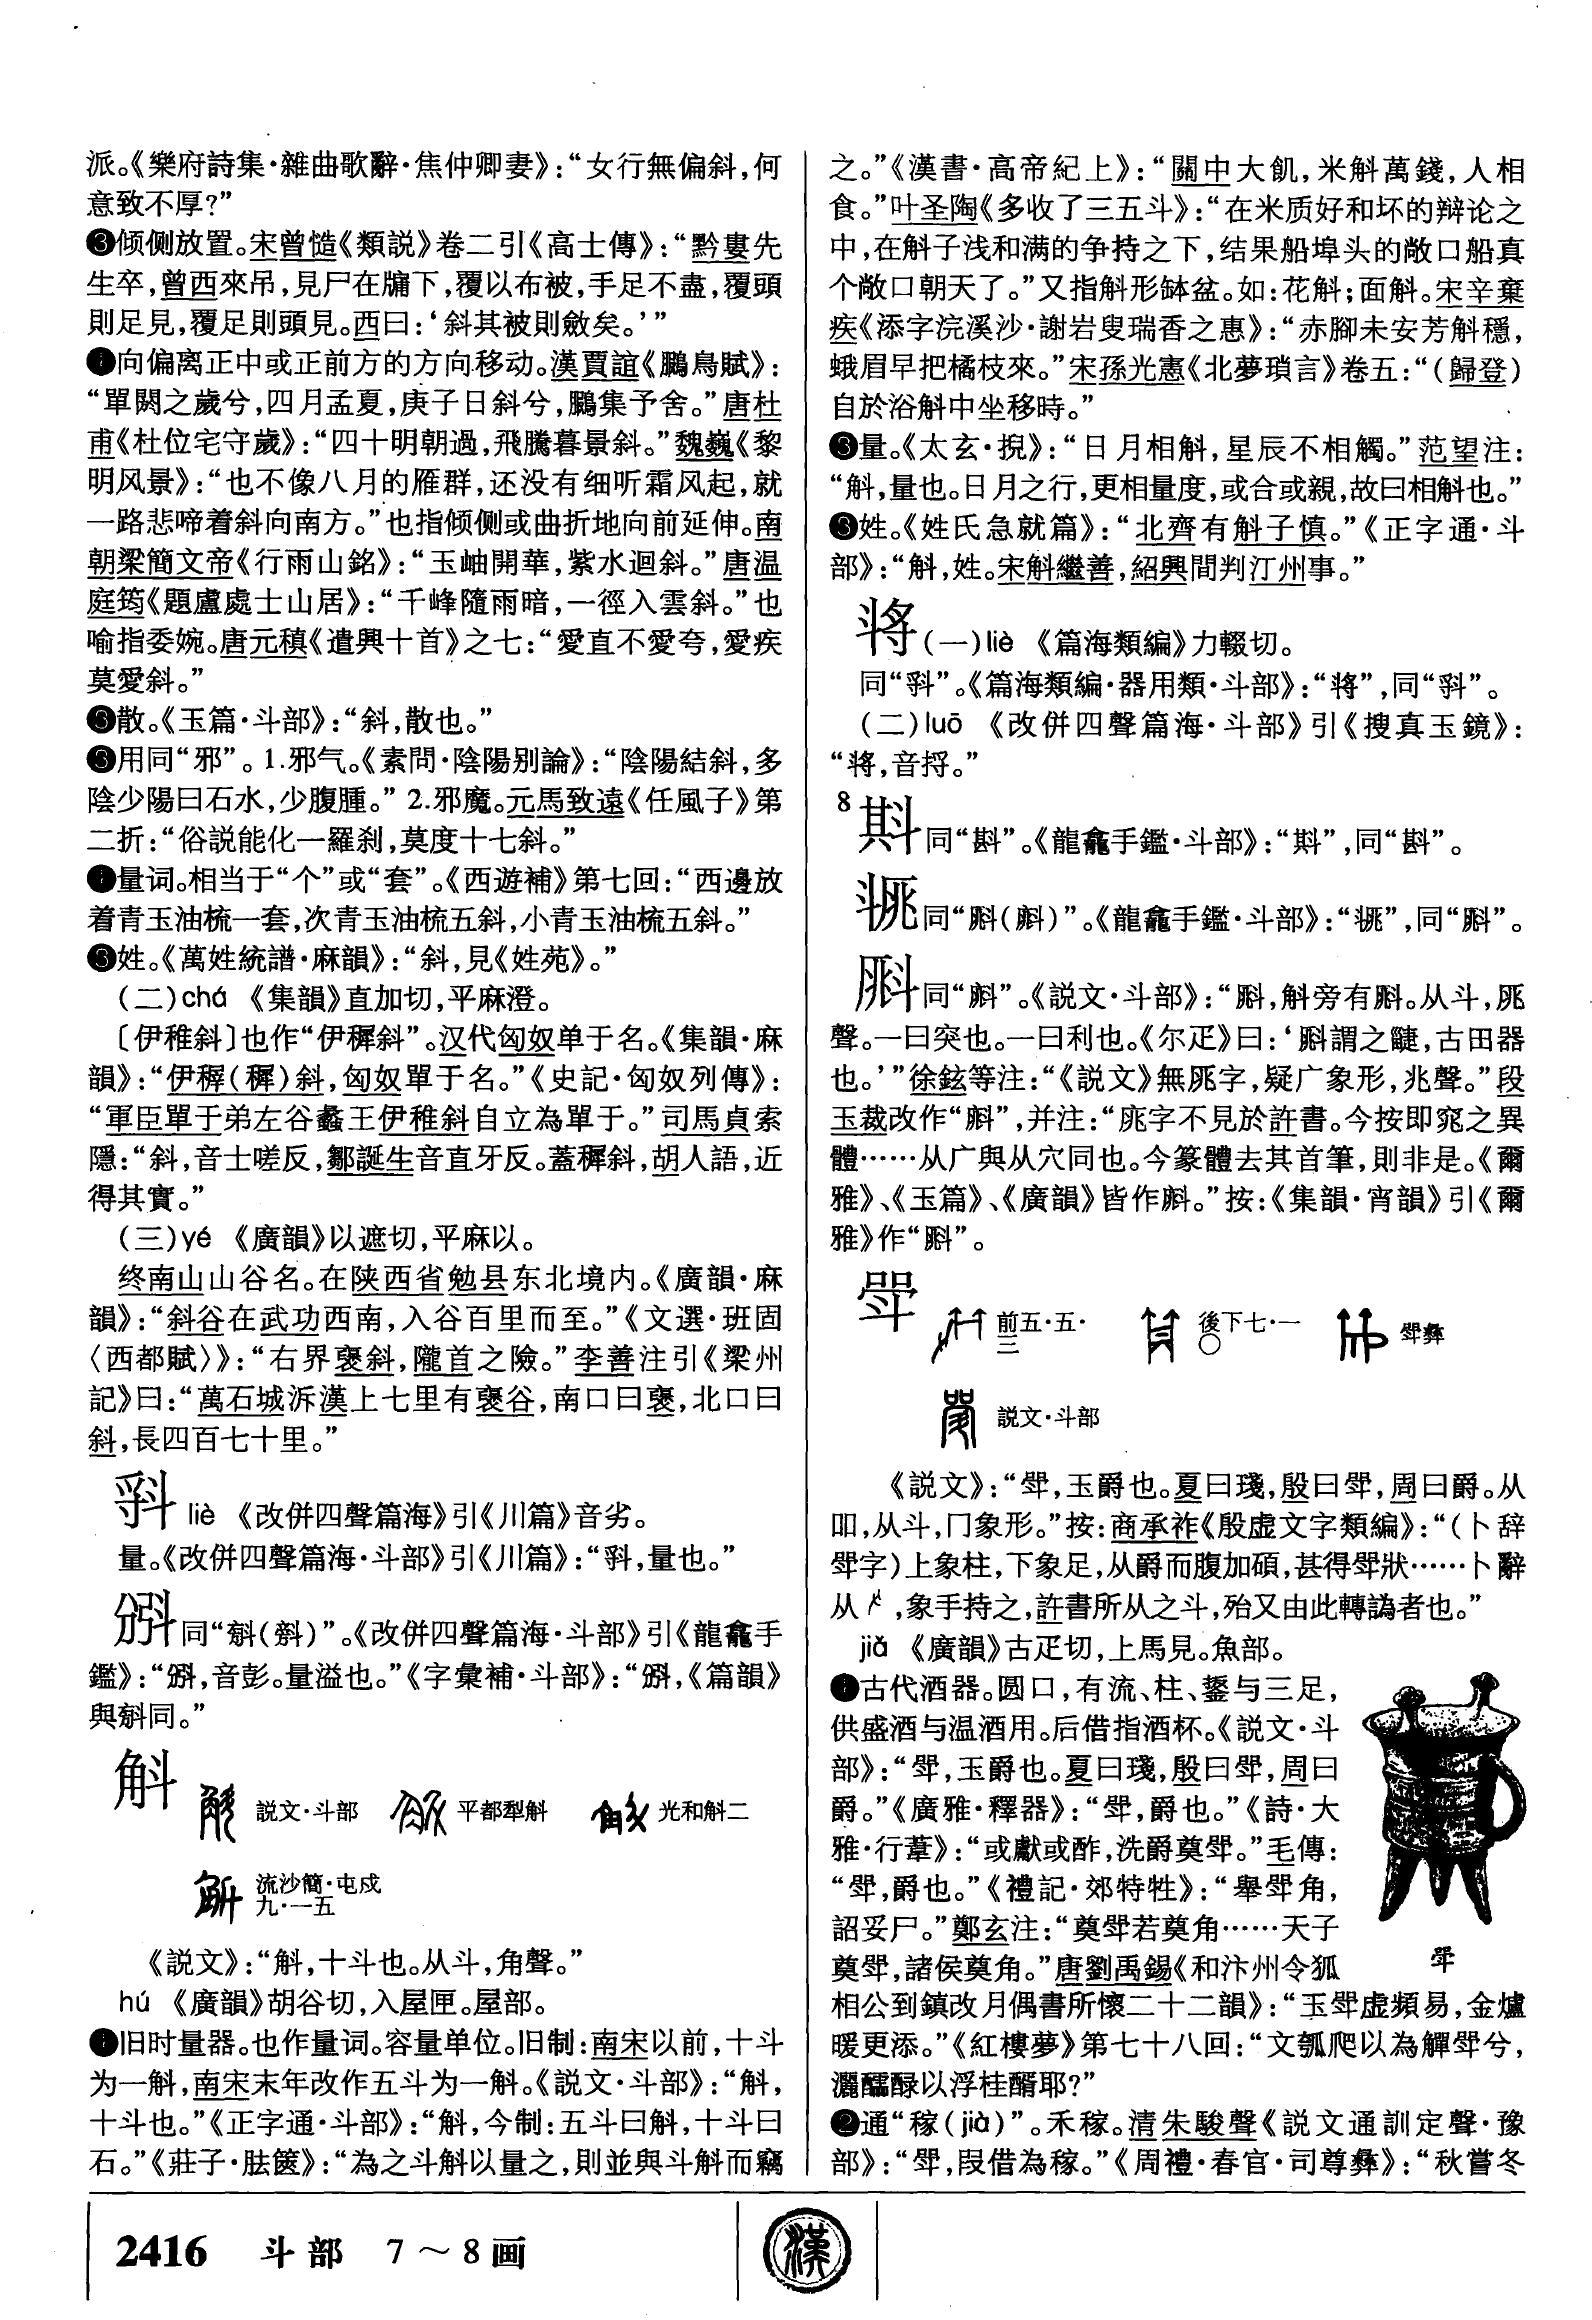 派。《樂府詩集·雜曲歌辭·焦仲卿妻》：“女行無偏斜，何
意致不厚？”
❸倾侧放置。宋曾慥《類説》卷二引《高士傳》：“黔婁先
生卒，曾西來吊，見尸在牗下，覆以布被，手足不盡，覆頭
則足見，覆足則頭見。西曰：‘斜其被則斂矣。’”
向偏离正中或正前方的方向移动。漢賈誼《鵩鳥賦》：
“單閼之歲兮，四月孟夏，庚子日斜兮，鵩集予舍。”唐杜
甫《杜位宅守歲》：“四十明朝過，飛騰暮景斜。”魏巍《黎
明风景》：“也不像八月的雁群，还没有细听霜风起，就
一路悲啼着斜向南方。”也指倾侧或曲折地向前延伸。南
朝梁簡文帝《行雨山銘》：“玉岫開華，紫水迴斜。”唐温
庭筠《題盧處士山居》：“千峰隨雨暗，一徑入雲斜。”也
喻指委婉。唐元稹《遣興十首》之七：“愛直不愛夸，愛疾
莫愛斜。”
散。《玉篇·斗部》：“斜，散也。”
用同“邪”。1.邪气。《素問·陰陽别論》：“陰陽結斜，多
陰少陽曰石水，少腹腫。”2.邪魔。元馬致遠《任風子》第
二折：“俗説能化一羅刹，莫度十七斜。”
量词。相当于“个”或“套”。《西遊補》第七回：“西邊放
着青玉油梳一套，次青玉油梳五斜，小青玉油梳五斜。”
姓。《萬姓統譜·麻韻》：“斜，見《姓苑》。”
（二）chá 《集韻》直加切，平麻澄。
〔伊稚斜〕也作“伊穉斜”。汉代匈奴单于名。《集韻·麻
韻》：“伊穉（穉）斜，匈奴單于名。”《史記·匈奴列傳》：
“軍臣單于弟左谷蠡王伊稚斜自立為單于。”司馬貞索
隱：“斜，音士嗟反，鄒誕生音直牙反。蓋穉斜，胡人語，近
得其實。”
（三）yé 《廣韻》以遮切，平麻以。
终南山山谷名。在陕西省勉县东北境内。《廣韻·麻
韻》：“斜谷在武功西南，入谷百里而至。”《文選·班固
〈西都賦〉》：“右界褒斜，隴首之險。”李善注引《梁州
記》曰：“萬石城泝漢上七里有褒谷，南口曰褒，北口曰
斜，長四百七十里。”
㪿 liè 《改併四聲篇海》引《川篇》音劣。
量。《改併四聲篇海·斗部》引《川篇》：“㪿，量也。”
同“㪵（㪵）”。《改併四聲篇海·斗部》引《龍龕手
鑑》：“，音彭。量溢也。”《字彙補·斗部》：“，《篇韻》
與㪵同。”
斛
説文·斗部 平都犁斛 光和斛二
流沙簡·屯戍
九·一五
《説文》：“斛，十斗也。从斗，角聲。”
hú 《廣韻》胡谷切，入屋匣。屋部。
旧时量器。也作量词。容量单位。旧制：南宋以前，十斗
为一斛，南宋末年改作五斗为一斛。《説文·斗部》：“斛，
十斗也。”《正字通·斗部》：“斛，今制：五斗曰斛，十斗曰
石。”《莊子·胠篋》：“為之斗斛以量之，則並與斗斛而竊
之。”《漢書·高帝紀上》：“關中大飢，米斛萬錢，人相
食。”叶圣陶《多收了三五斗》：“在米质好和坏的辩论之
中，在斛子浅和满的争持之下，结果船埠头的敞口船真
个敞口朝天了。”又指斛形缽盆。如：花斛；面斛。宋辛棄
疾《添字浣溪沙·謝岩叟瑞香之惠》：“赤腳未安芳斛穩，
蛾眉早把橘枝來。”宋孫光憲《北夢瑣言》卷五：“（歸登）
自於浴斛中坐移時。”
❸量。《太玄·掜》：“日月相斛，星辰不相觸。”范望注：
“斛，量也。日月之行，更相量度，或合或親，故曰相斛也。”
姓。《姓氏急就篇》：“北齊有斛子慎。”《正字通·斗
部》：“斛，姓。宋斛繼善，紹興間判汀州事。”
（一）liè 《篇海類編》力輟切。
同“㪿”。《篇海類編·器用類·斗部》：“”，同“㪿”。
（二）luō 《改併四聲篇海·斗部》引《搜真玉鏡》：
“，音捋。”
8 斯同“斟”。《龍龕手鑑·斗部》：“”，同“斟”。
同“（斛）”。《龍龕手鑑·斗部》：“”，同“”。
同“㪶”。《説文·斗部》：“，斛旁有。从斗，庣
聲。一曰突也。一曰利也。《尔疋》曰：‘謂之疀，古田器
也。’”徐鉉等注：“《説文》無庣字，疑广象形，兆聲。”段
玉裁改作“”，并注：“庣字不見於許書。今按即窕之異
體……从广與从穴同也。今篆體去其首筆，則非是。《爾
雅》、《玉篇》、《廣韻》皆作。”按：《集韻·宵韻》引《爾
雅》作“”。
斝
前五·五· 後下七·一 斝彝
三 〇
説文·斗部
《説文》：“斝，玉爵也。夏曰琖，殷曰斝，周曰爵。从
吅，从斗，冂象形。”按：商承祚《殷虚文字類編》：“（卜辞
斝字）上象柱，下象足，从爵而腹加碩，甚得斝狀……卜辭
从，象手持之，許書所从之斗，殆又由此轉譌者也。”
jiǎ 《廣韻》古疋切，上馬見。魚部。
❶古代酒器。圆口，有流、柱、鋬与三足，
供盛酒与温酒用。后借指酒杯。《説文·斗
部》：“斝，玉爵也。夏曰琖，殷曰斝，周曰
爵。”《廣雅·釋器》：“斝，爵也。”《詩·大
雅·行葦》：“或獻或酢，洗爵奠斝。”毛傳：
“斝，爵也。”《禮記·郊特牲》：“舉斝角，
詔妥尸。”鄭玄注：“奠斝若奠角……天子
奠斝，諸侯奠角。”唐劉禹錫《和汴州令狐
斝
相公到鎮改月偶書所懷二十二韻》：“玉斝虚頻易，金爐
暖更添。”《紅樓夢》第七十八回：“文瓟爬以為觶斝兮，
灑醽醁以浮桂醑耶？”
❷通“稼（jià）”。禾稼。清朱駿聲《説文通訓定聲·豫
部》：“斝，叚借為稼。”《周禮·春官·司尊彝》：“秋嘗冬
2416 斗部 7～8画
漢